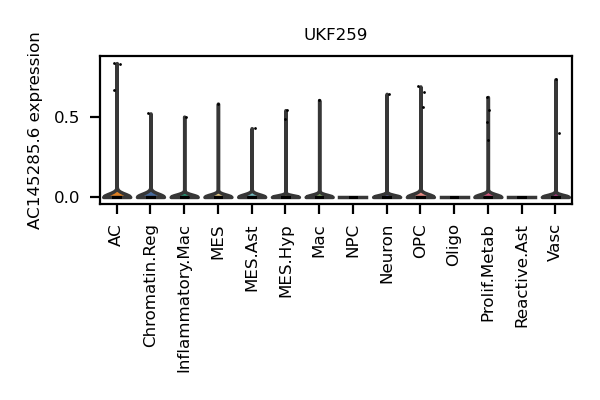 UKF259
AC145285.6 expression
0.5
0.0
AC
Chromatin.Reg
Inflammatory.Mac
MES
MES.Ast
MES.Hyp
Mac
NPC
Neuron
OPC
Oligo
Prolif.Metab
Reactive.Ast
Vasc